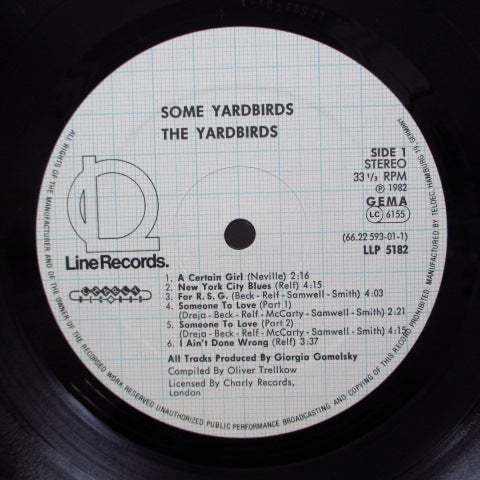 SOME YARDBIRDS
THE YARDBIRDS
SIDE 1
STEREO
33 1/3 RPM
Ⓟ 1982
GEMA
LC 6155
(66.22 593-01-1)
LLP 5182
Line Records.
1. A Certain Girl (Neville) 2:16
2. New York City Blues (Relf) 4:15
3. For R. S. G. (Beck - Relf - Samwell - Smith) 4:03
4. Someone To Love (Part 1)
(Dreja - Beck - Relf - McCarty - Samwell - Smith) 2:21
5. Someone To Love (Part 2)
(Dreja - Beck - Relf - McCarty - Samwell - Smith) 4:15
6. I Ain't Done Wrong (Relf) 3:37
All Tracks Produced By Giorgio Gomelsky
Compiled By Oliver Trellkow
Licensed By Charly Records,
London
ALL RIGHTS OF THE MANUFACTURER AND OF THE OWNER OF THE RECORDED WORK RESERVED UNAUTHORIZED PUBLIC PERFORMANCE BROADCASTING AND COPYING OF THIS RECORD PROHIBITED. MANUFACTURED BY TELDEC, HAMBURG 19, GERMANY